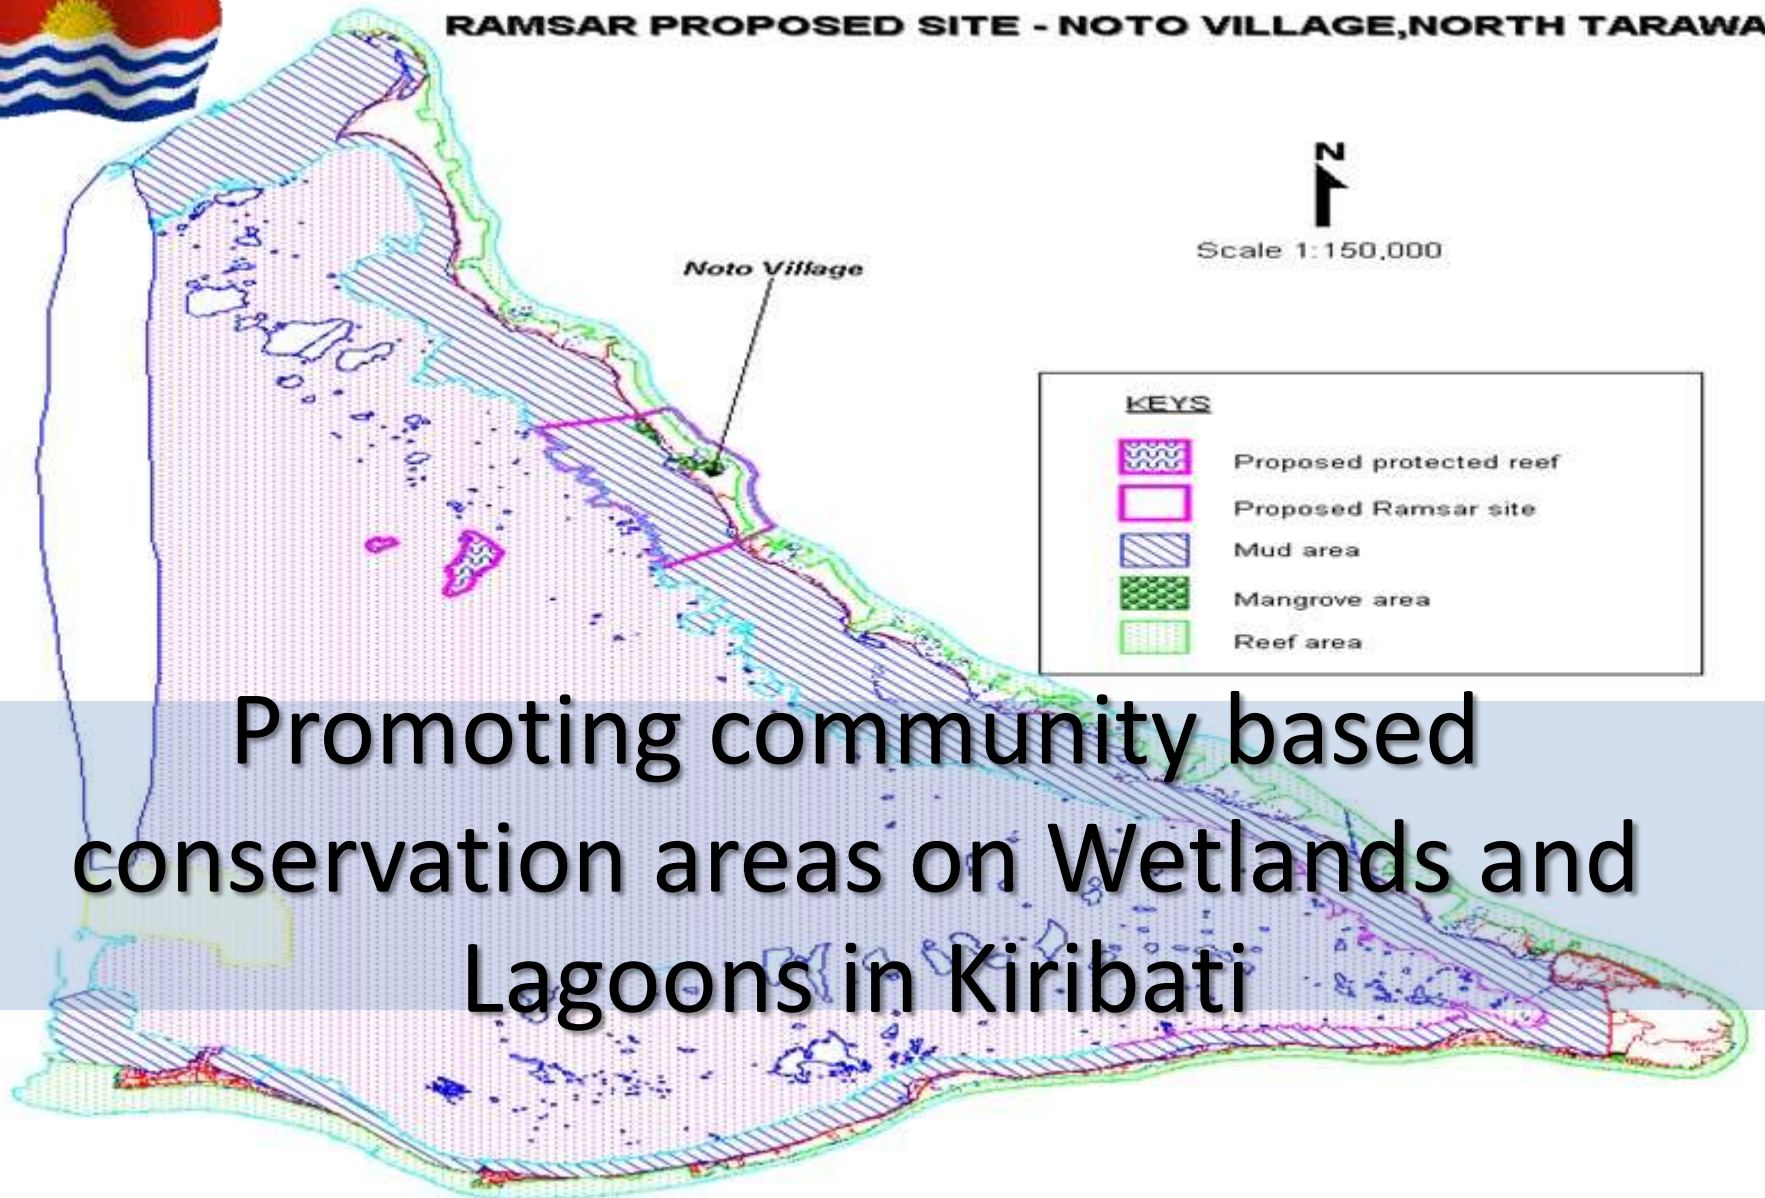 RAMSAR PROPOSED SITE - NOTO VILLAGE,NORTH TARAWA
N
Scale 1:150,000
Noto Village
KEYS
Proposed protected reef
Proposed Ramsar site
Mud area
Mangrove area
Reef area
Promoting community based
conservation areas on Wetlands and
Lagoons in Kiribati